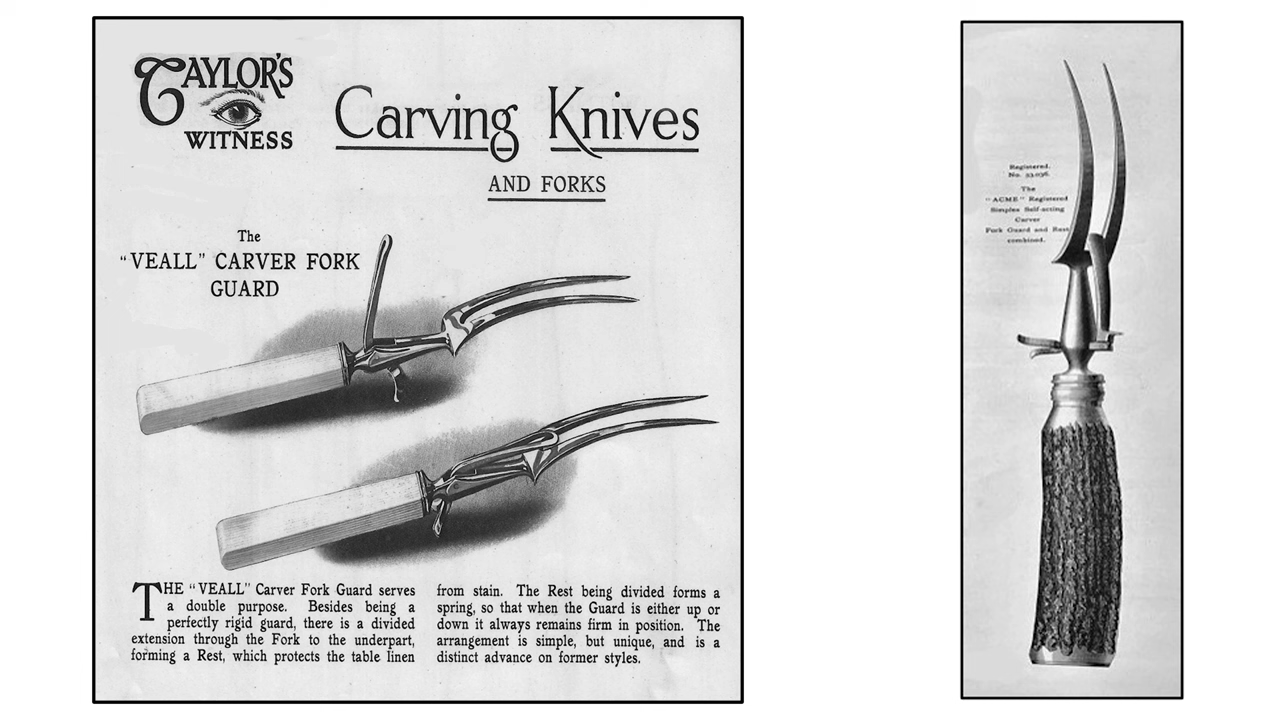 TAYLOR'S
WITNESS
Carving Knives
AND FORKS
The
"VEALL" CARVER FORK
GUARD
THE "VEALL" Carver Fork Guard serves
a double purpose. Besides being a
perfectly rigid guard, there is a divided
extension through the Fork to the underpart,
forming a Rest, which protects the table linen
from stain. The Rest being divided forms a
spring, so that when the Guard is either up or
down it always remains firm in position. The
arrangement is simple, but unique, and is a
distinct advance on former styles.
Registered.
No.
The
"ACME" Registered
Simplex Self-acting
Carver
Fork Guard and Rest
combined.